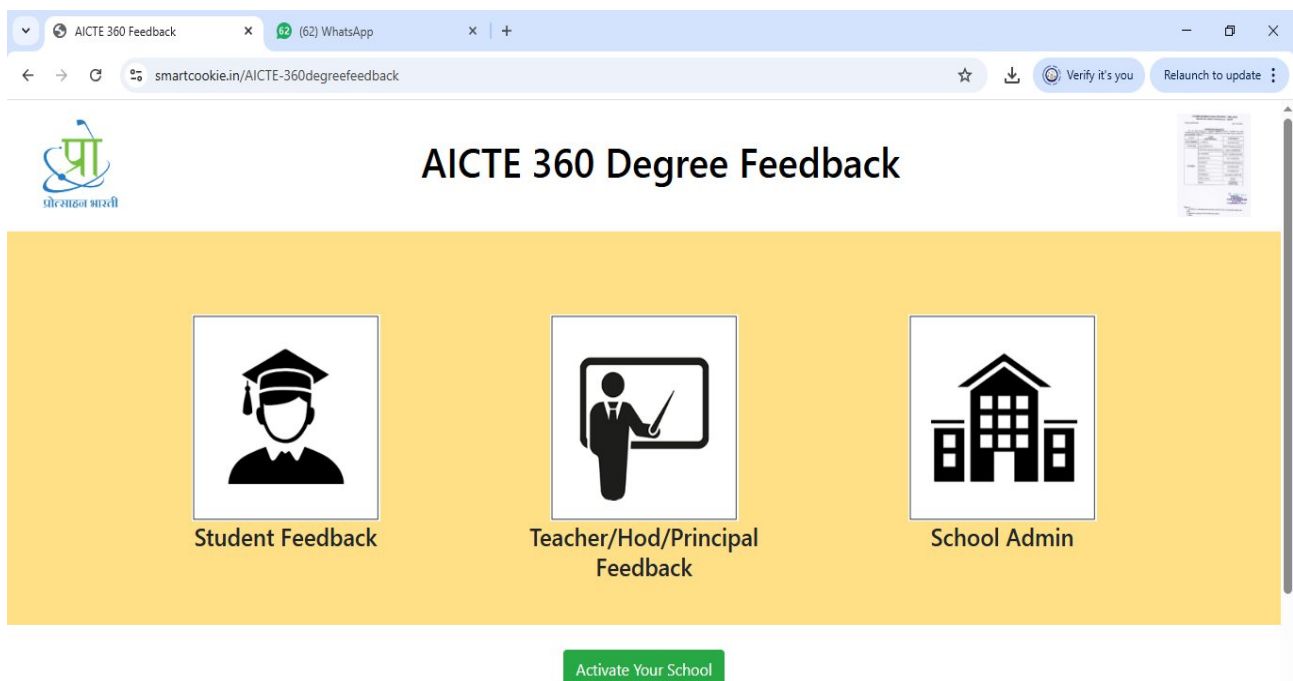 AICTE 360 Feedback
62
(62) WhatsApp
smartcookie.in/AICTE-360degreefeedback
Verify it's you
Relaunch to update
प्रो
प्रोत्साहन भारती
AICTE 360 Degree Feedback
Student Feedback
Teacher/Hod/Principal
Feedback
School Admin
Activate Your School